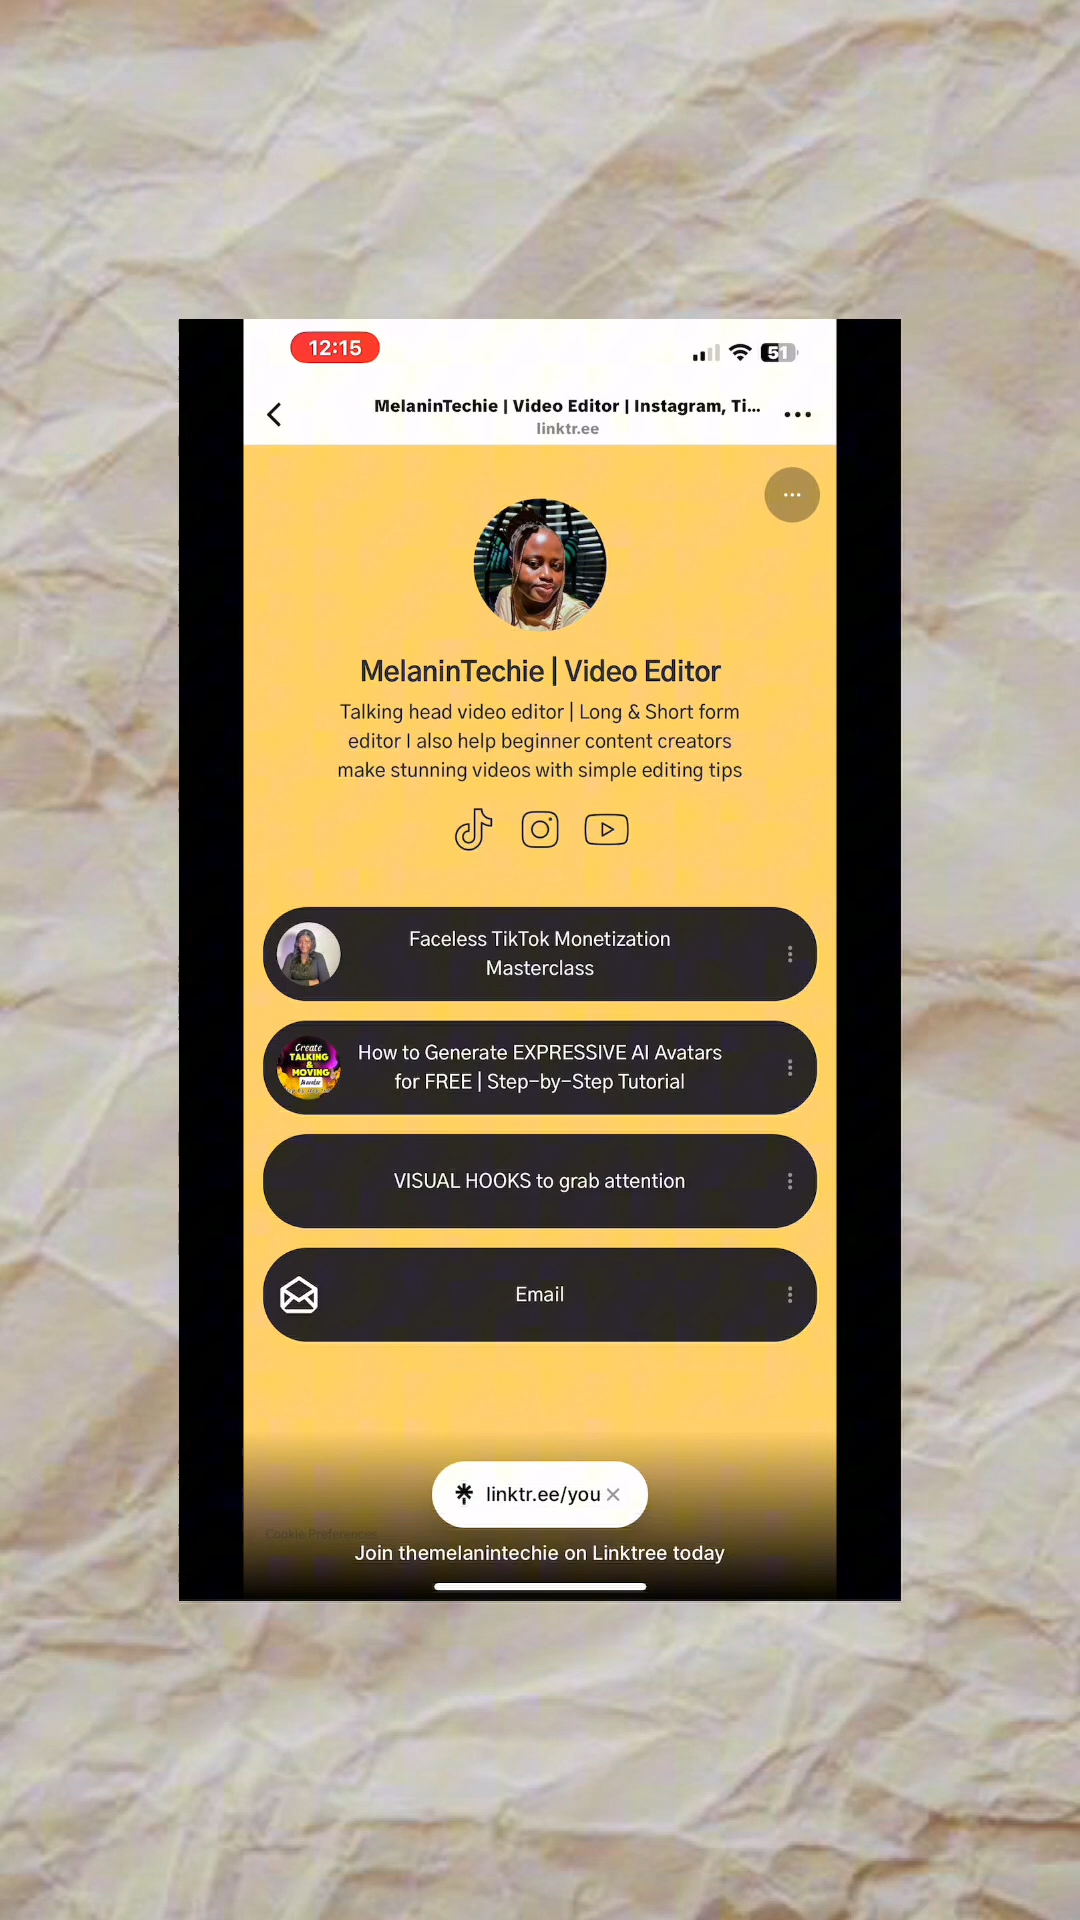 12:15
51
MelaninTechie | Video Editor | Instagram, Ti...
linktr.ee
MelaninTechie | Video Editor
Talking head video editor | Long & Short form
editor I also help beginner content creators
make stunning videos with simple editing tips
Faceless TikTok Monetization
Masterclass
Create
TALKING
&
MOVING
How to Generate EXPRESSIVE AI Avatars
for FREE | Step-by-Step Tutorial
VISUAL HOOKS to grab attention
Email
linktr.ee/you
Cookie Preferences
Join themelanintechie on Linktree today